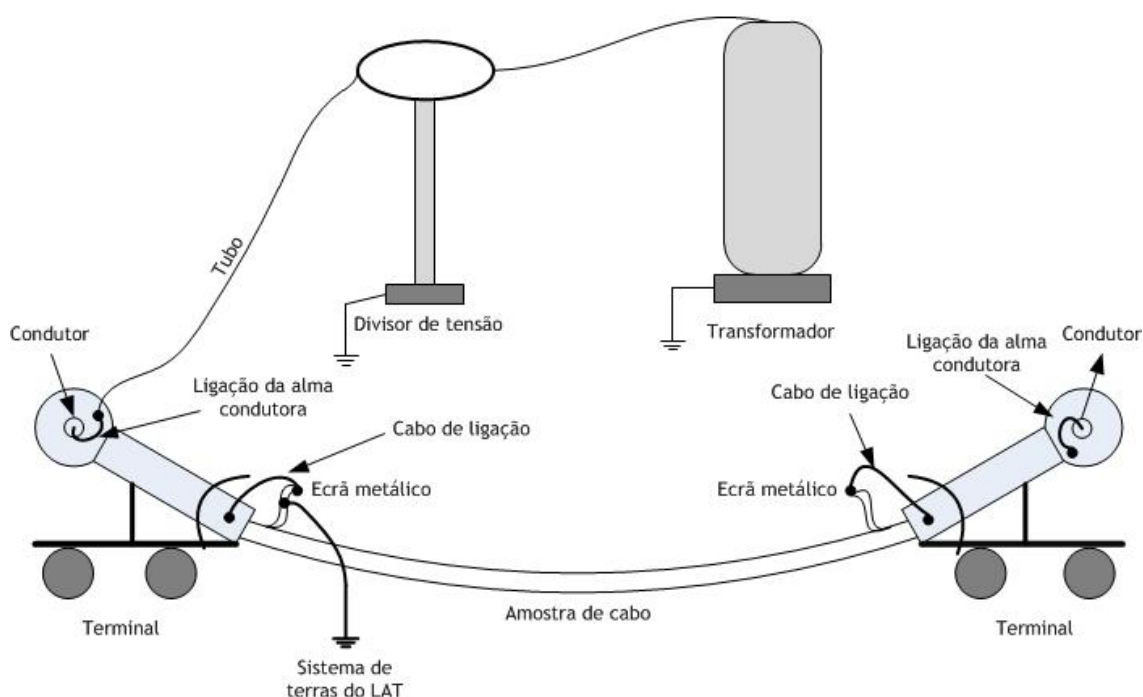 Tubo
Divisor de tensão
Transformador
Condutor
Ligação da alma
condutora
Cabo de ligação
Ecrã metálico
Condutor
Ligação da alma
condutora
Cabo de ligação
Ecrã metálico
Terminal
Amostra de cabo
Terminal
Sistema de
terras do LAT